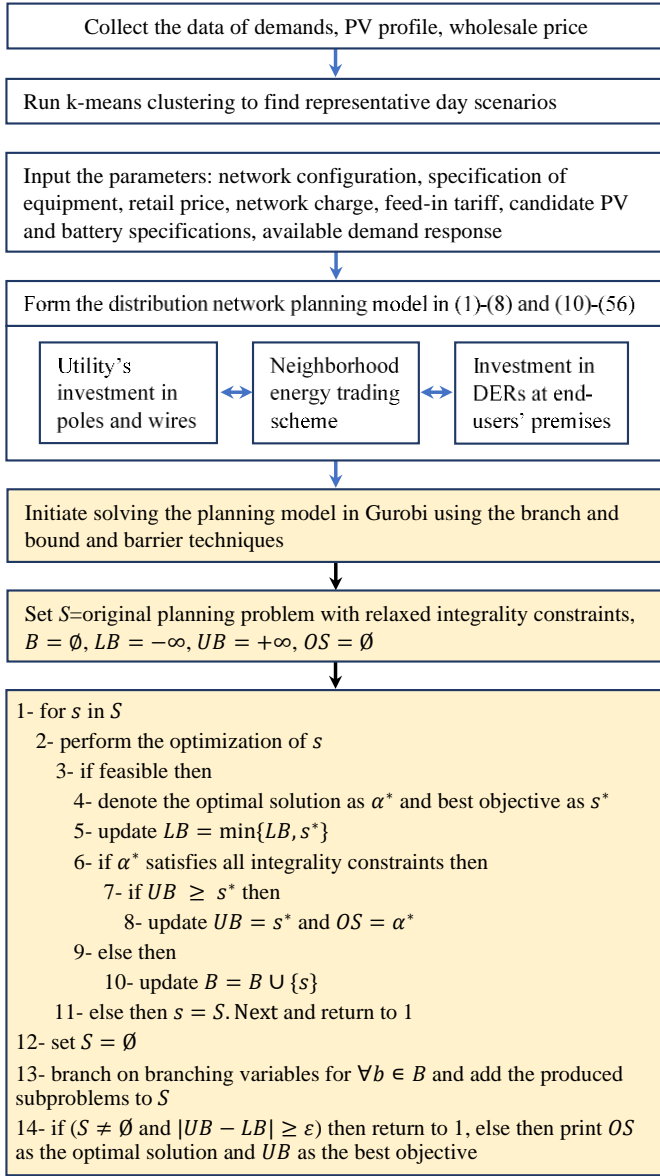 Collect the data of demands, PV profile, wholesale price
Run k-means clustering to find representative day scenarios
Input the parameters: network configuration, specification of
equipment, retail price, network charge, feed-in tariff, candidate PV
and battery specifications, available demand response
Form the distribution network planning model in (1)-(8) and (10)-(56)
Utility's
investment in
poles and wires
Neighborhood
energy trading
scheme
Investment in
DERs at end-
users' premises
Initiate solving the planning model in Gurobi using the branch and
bound and barrier techniques
Set S=original planning problem with relaxed integrality constraints,
B = ∅, LB = −∞, UB = +∞, OS = ∅
1- for s in S
2- perform the optimization of s
3- if feasible then
4- denote the optimal solution as α* and best objective as s*
5- update LB = min{LB, s*}
6- if α* satisfies all integrality constraints then
7- if UB ≥ s* then
8- update UB = s* and OS = α*
9- else then
10- update B = B ∪ {s}
11- else then s = S. Next and return to 1
12- set S = ∅
13- branch on branching variables for ∀b ∈ B and add the produced
subproblems to S
14- if (S ≠ ∅ and |UB − LB| ≥ ε) then return to 1, else then print OS
as the optimal solution and UB as the best objective